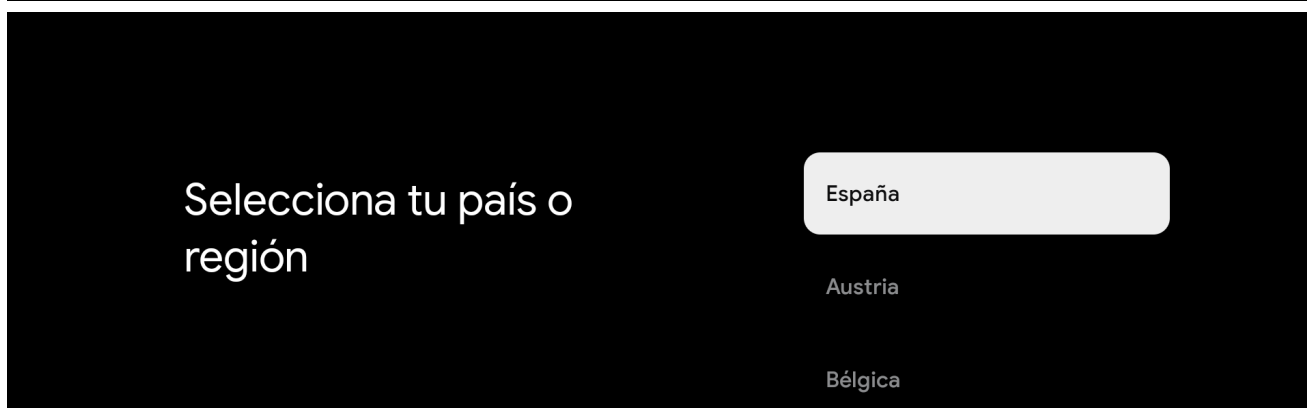 Selecciona tu país o
región
España
Austria
Bélgica